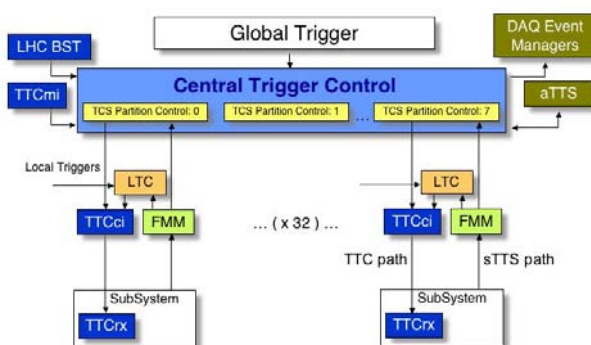 Global Trigger
DAQ Event
Managers
LHC BST
Central Trigger Control
TTCmi
aTTS
TCS Partition Control: 0
TCS Partition Control: 1
...
TCS Partition Control: 7
Local Triggers
LTC
LTC
TTCci
FMM
... ( x 32 ) ...
TTCci
FMM
TTC path
sTTS path
SubSystem
SubSystem
TTCrx
TTCrx